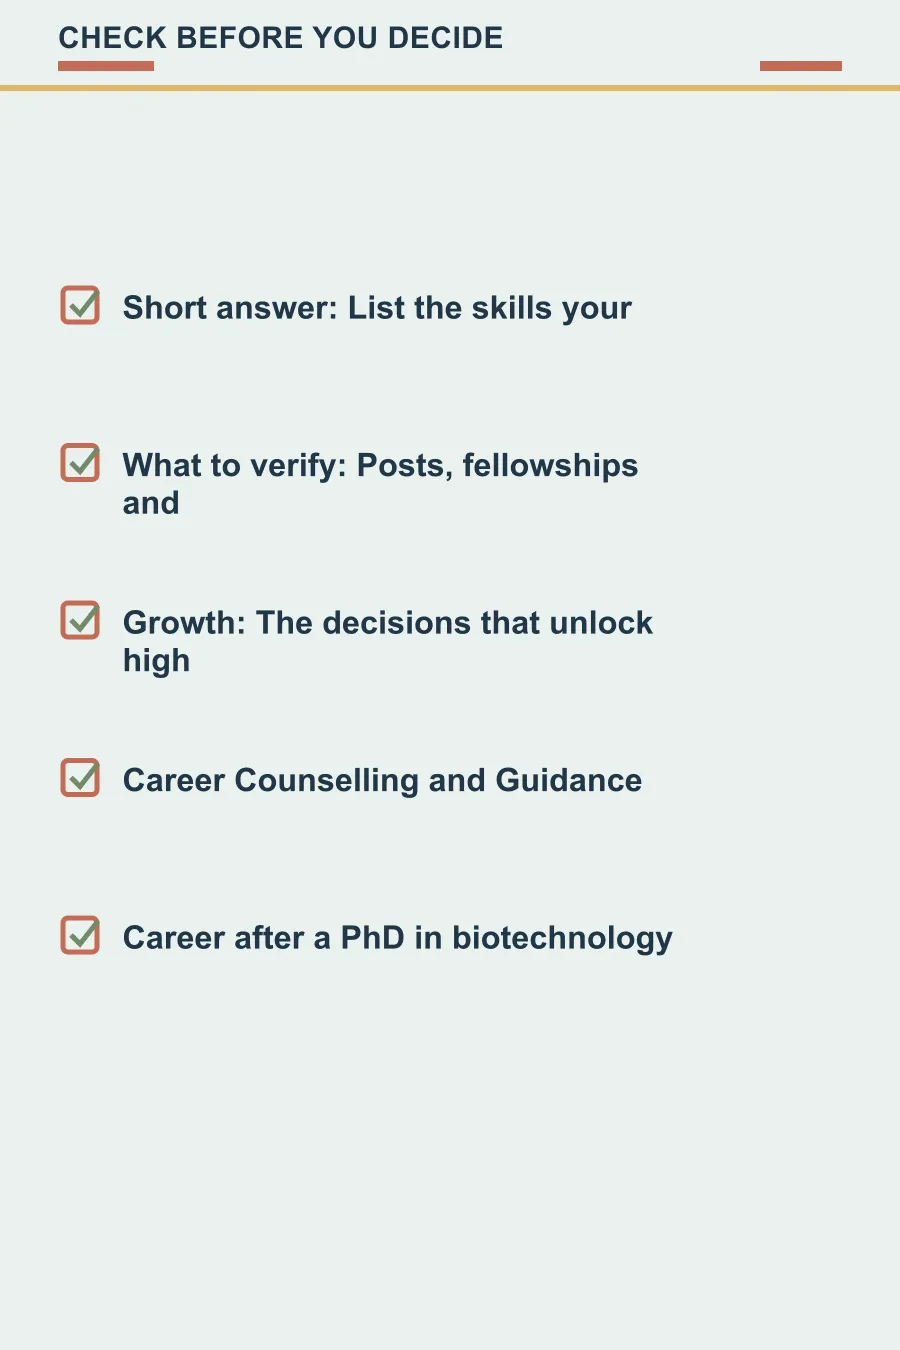 CHECK BEFORE YOU DECIDE
Short answer: List the skills your
What to verify: Posts, fellowships
and
Growth: The decisions that unlock
high
Career Counselling and Guidance
Career after a PhD in biotechnology